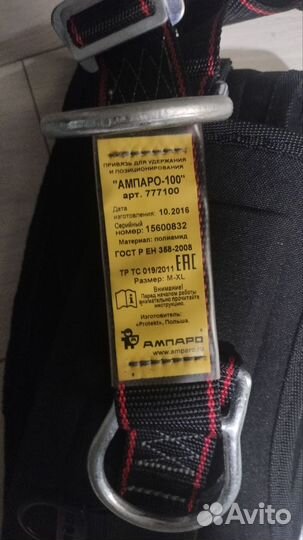 ПРИВЯЗЬ ДЛЯ УДЕРЖАНИЯ
И ПОЗИЦИОНИРОВАНИЯ
"АМПАРО-100"
арт. 777100
Дата
изготовления: 10.2016
Серийный
номер: 15600832
Материал: полиамид
ГОСТ Р ЕН 358-2008
ТР ТС 019/2011 ЕАС
Размер: M-XL
Внимание!
Перед началом работы
внимательно прочитайте
инструкцию.
Изготовитель:
«Protekt», Польша.
АМПАРО
www.amparo.ru
Avito